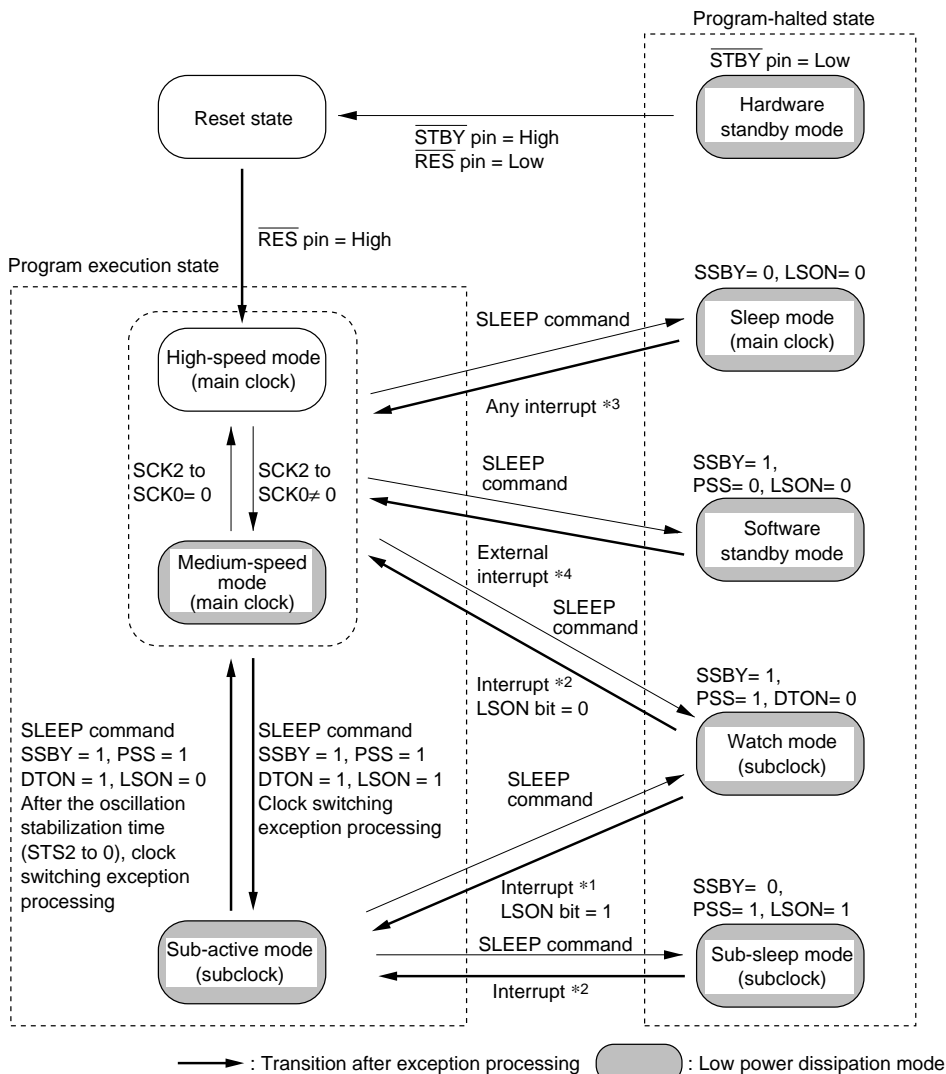 Program-halted state
STBY pin = Low
Hardware
standby mode
Reset state
STBY pin = High
RES pin = Low
RES pin = High
Program execution state
SSBY= 0, LSON= 0
Sleep mode
(main clock)
SLEEP command
Any interrupt *3
High-speed mode
(main clock)
SCK2 to
SCK0= 0
SCK2 to
SCK0≠ 0
Medium-speed
mode
(main clock)
SLEEP
command
External
interrupt *4
SSBY= 1,
PSS= 0, LSON= 0
Software
standby mode
SLEEP
command
Interrupt *2
LSON bit = 0
SSBY= 1,
PSS= 1, DTON= 0
Watch mode
(subclock)
SLEEP command
SSBY = 1, PSS = 1
DTON = 1, LSON = 0
After the oscillation
stabilization time
(STS2 to 0), clock
switching exception
processing
SLEEP command
SSBY = 1, PSS = 1
DTON = 1, LSON = 1
Clock switching
exception processing
SLEEP
command
Interrupt *1
LSON bit = 1
SSBY= 0,
PSS= 1, LSON= 1
Sub-sleep mode
(subclock)
Sub-active mode
(subclock)
SLEEP command
Interrupt *2
: Transition after exception processing
: Low power dissipation mode